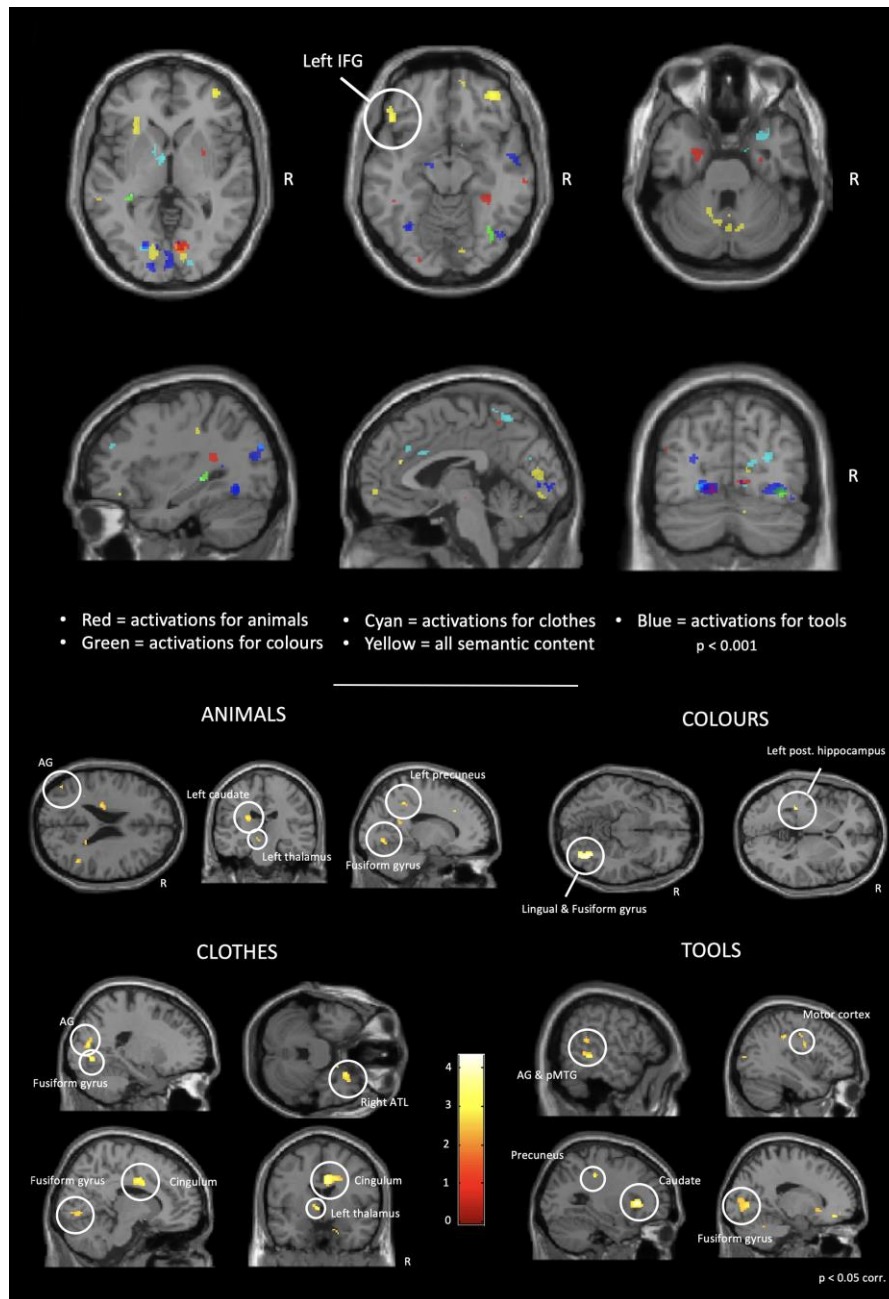 Left IFG
R
R
R
R
• Red = activations for animals
• Green = activations for colours
• Cyan = activations for clothes
• Yellow = all semantic content
• Blue = activations for tools
p < 0.001
ANIMALS
AG
Left caudate
Left thalamus
Left precuneus
Fusiform gyrus
R
COLOURS
Left post. hippocampus
Lingual & Fusiform gyrus
R
R
CLOTHES
AG
Fusiform gyrus
Right ATL
Fusiform gyrus
Cingulum
Cingulum
Left thalamus
R
4
3
2
1
0
TOOLS
AG & pMTG
Motor cortex
Precuneus
Caudate
Fusiform gyrus
p < 0.05 corr.